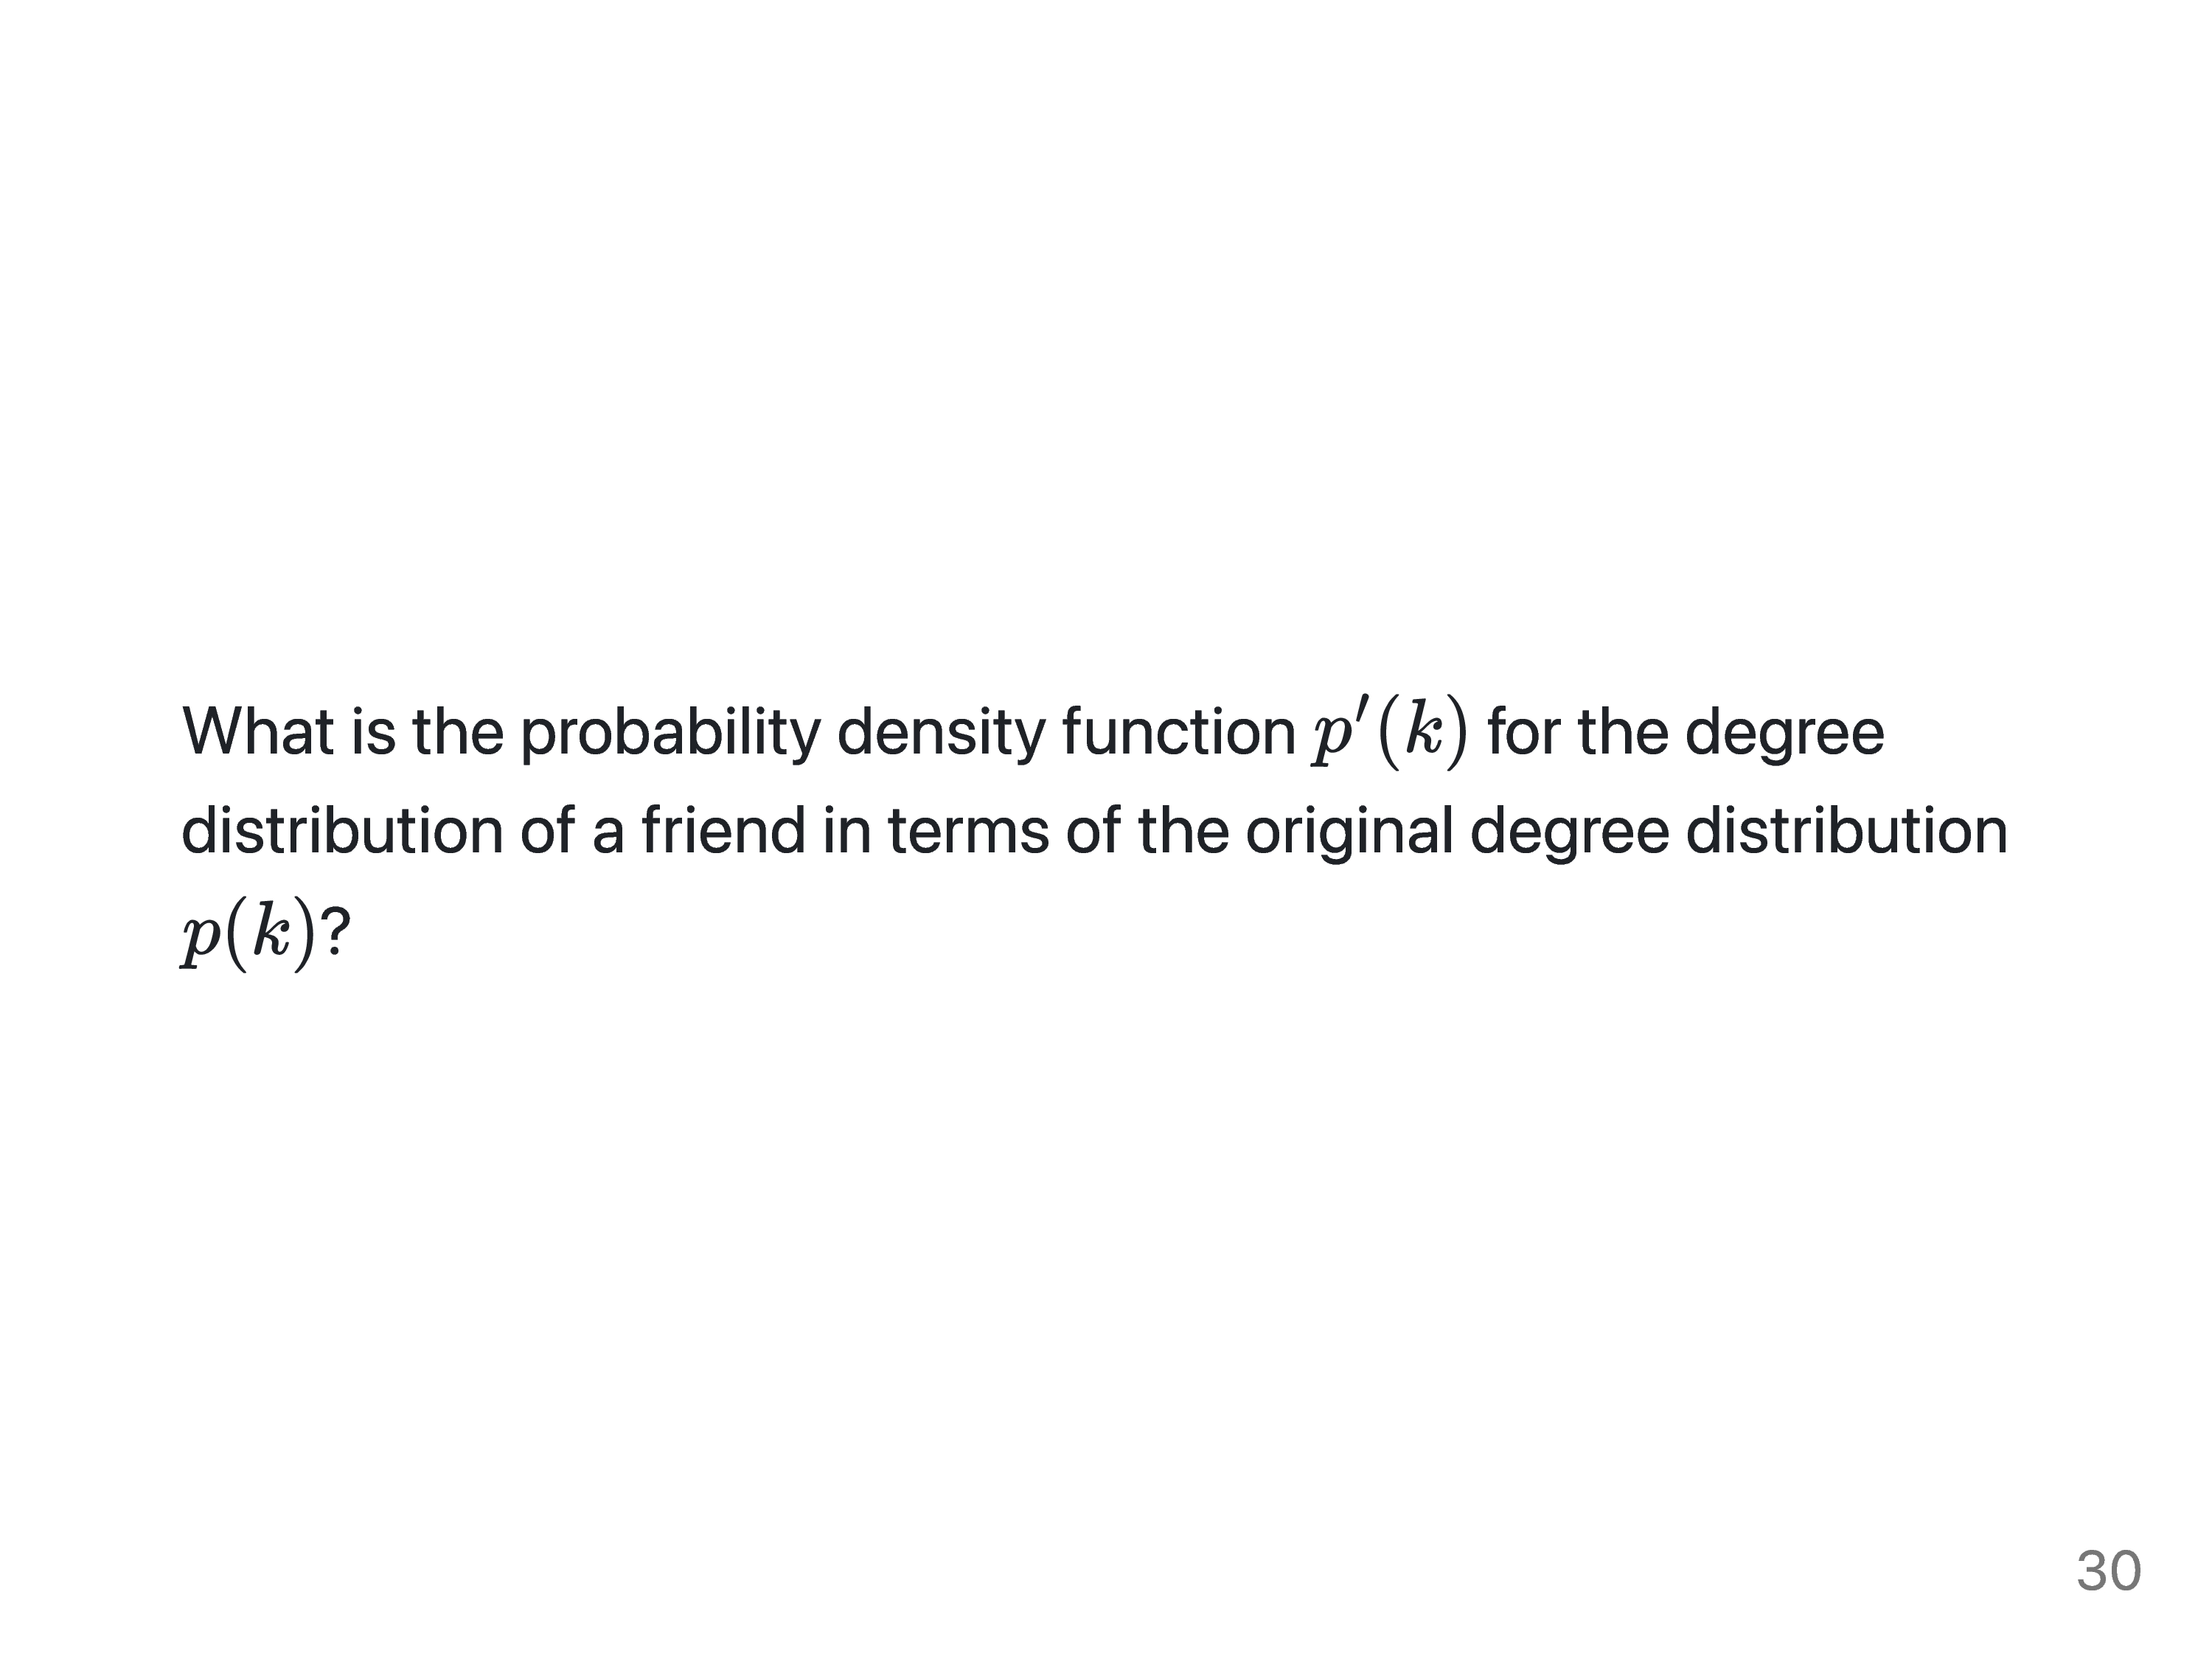 What is the probability density function p′(k) for the degree
distribution of a friend in terms of the original degree distribution
p(k)?
30